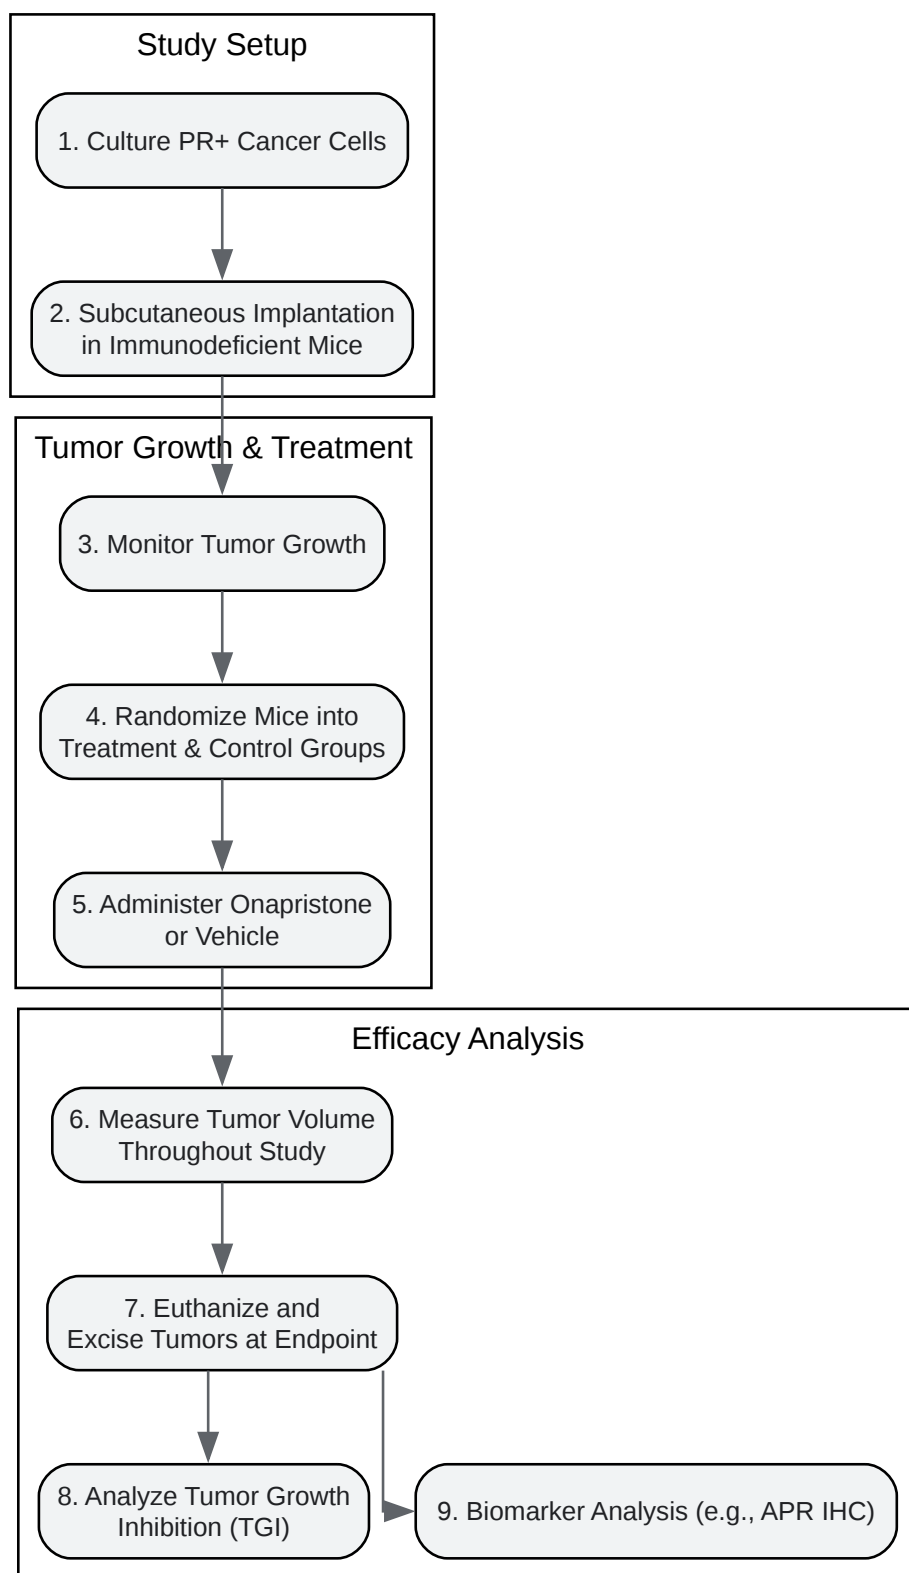 Study Setup
1. Culture PR+ Cancer Cells
2. Subcutaneous Implantation
in Immunodeficient Mice
Tumor Growth & Treatment
3. Monitor Tumor Growth
4. Randomize Mice into
Treatment & Control Groups
5. Administer Onapristone
or Vehicle
Efficacy Analysis
6. Measure Tumor Volume
Throughout Study
7. Euthanize and
Excise Tumors at Endpoint
8. Analyze Tumor Growth
Inhibition (TGI)
9. Biomarker Analysis (e.g., APR IHC)